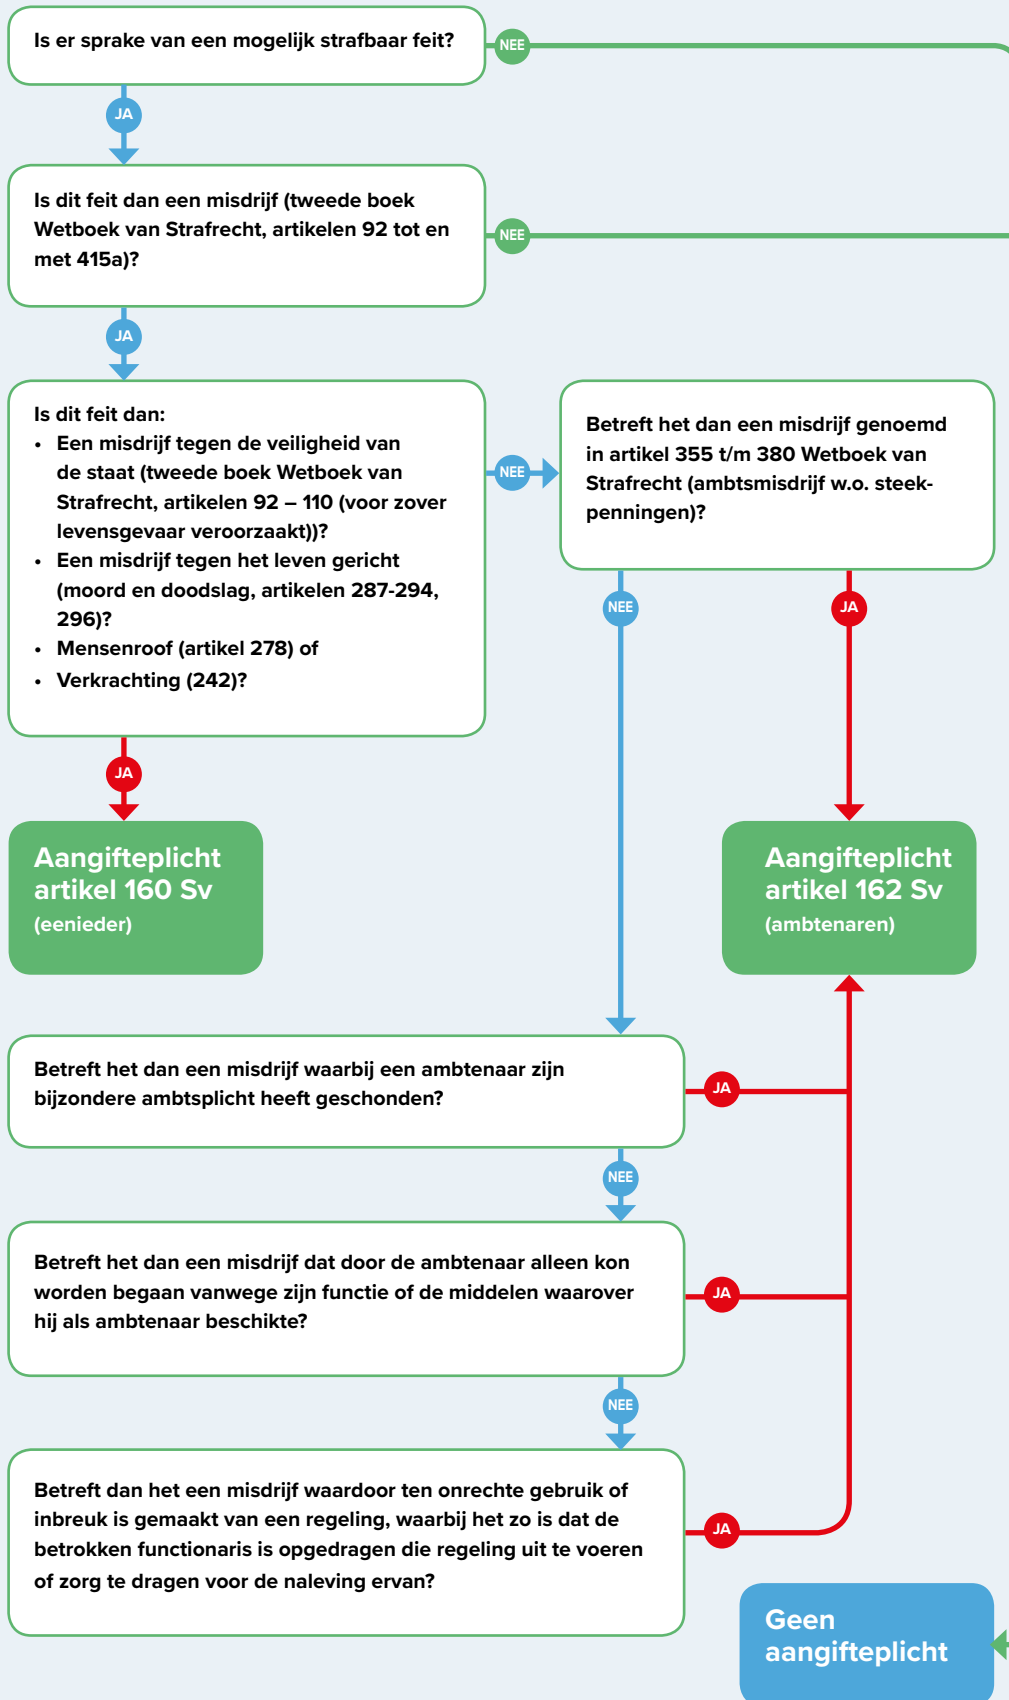 Is er sprake van een mogelijk strafbaar feit?
NEE
JA
Is dit feit dan een misdrijf (tweede boek
Wetboek van Strafrecht, artikelen 92 tot en
met 415a)?
NEE
JA
Is dit feit dan:
• Een misdrijf tegen de veiligheid van
de staat (tweede boek Wetboek van
Strafrecht, artikelen 92 – 110 (voor zover
levensgevaar veroorzaakt))?
• Een misdrijf tegen het leven gericht
(moord en doodslag, artikelen 287-294,
296)?
• Mensenroof (artikel 278) of
• Verkrachting (242)?
NEE
Betreft het dan een misdrijf genoemd
in artikel 355 t/m 380 Wetboek van
Strafrecht (ambtsmisdrijf w.o. steek-
penningen)?
NEE
JA
JA
Aangifteplicht
artikel 160 Sv
(eenieder)
Aangifteplicht
artikel 162 Sv
(ambtenaren)
Betreft het dan een misdrijf waarbij een ambtenaar zijn
bijzondere ambtsplicht heeft geschonden?
JA
NEE
Betreft het dan een misdrijf dat door de ambtenaar alleen kon
worden begaan vanwege zijn functie of de middelen waarover
hij als ambtenaar beschikte?
JA
NEE
Betreft dan het een misdrijf waardoor ten onrechte gebruik of
inbreuk is gemaakt van een regeling, waarbij het zo is dat de
betrokken functionaris is opgedragen die regeling uit te voeren
of zorg te dragen voor de naleving ervan?
JA
Geen
aangifteplicht